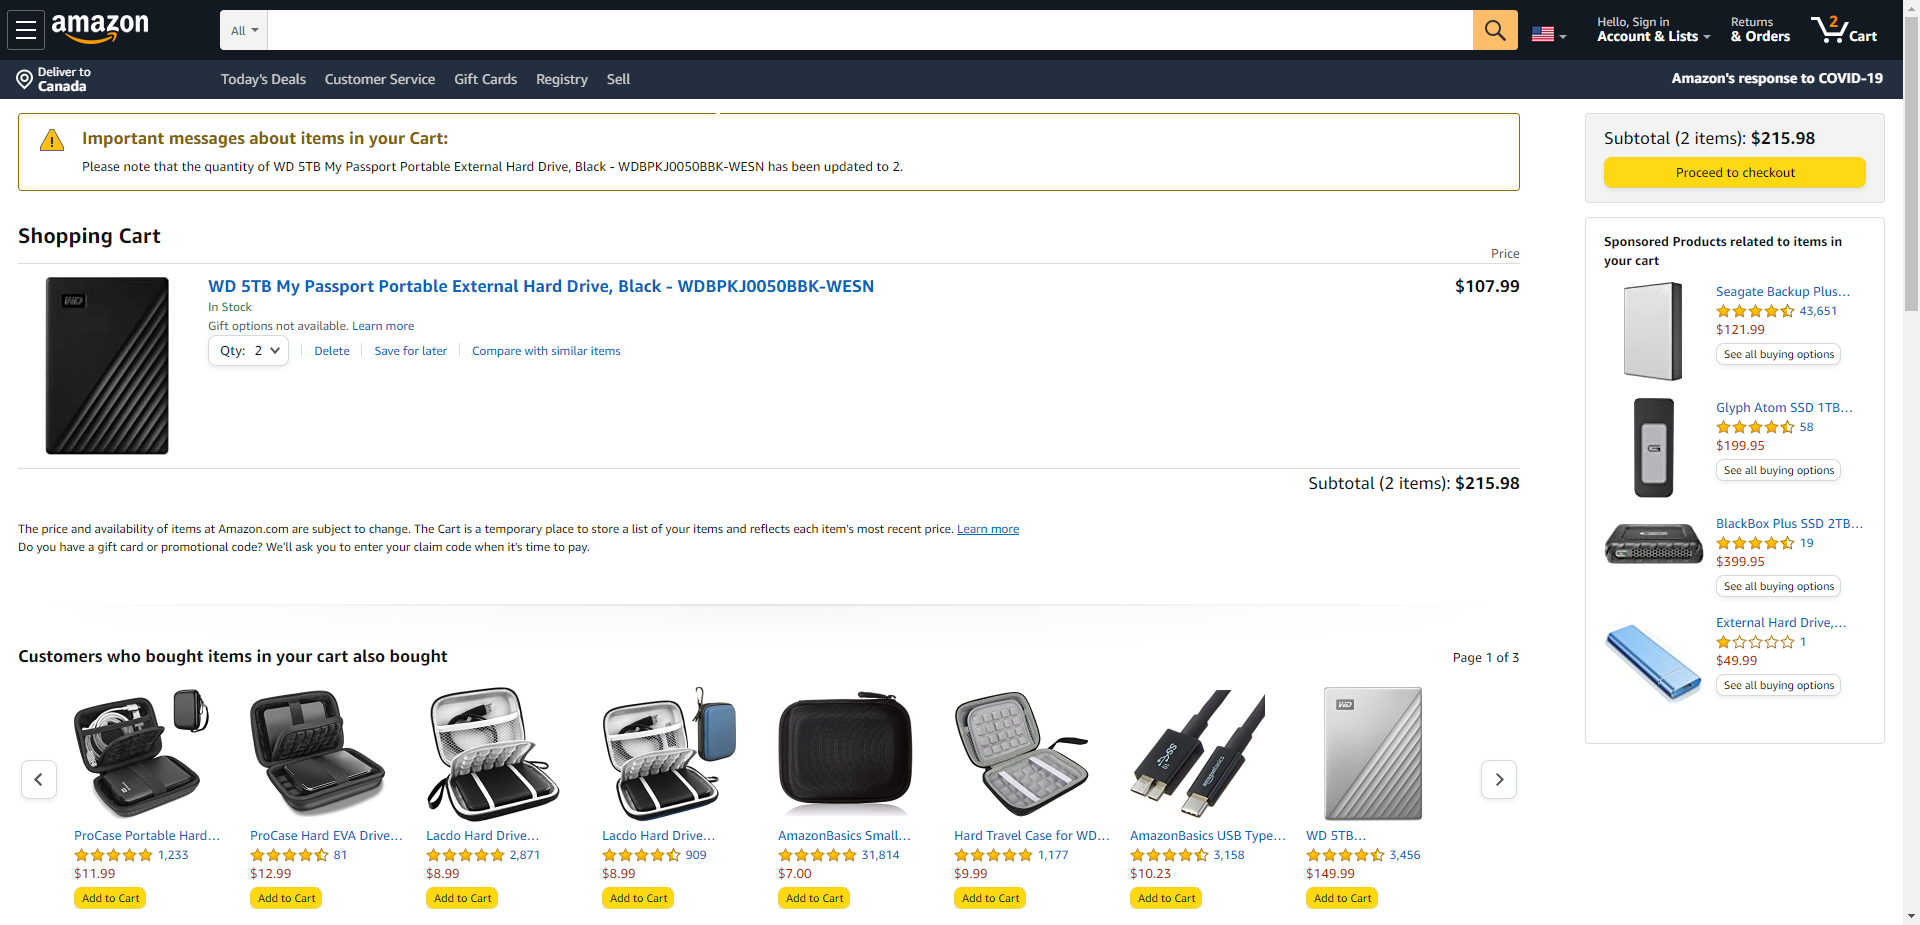 amazon
All
Hello, Sign in
Account & Lists
Returns
& Orders
2
Cart
Deliver to
Canada
Today's Deals
Customer Service
Gift Cards
Registry
Sell
Amazon's response to COVID-19
Important messages about items in your Cart:
Please note that the quantity of WD 5TB My Passport Portable External Hard Drive, Black - WDBPKJ0050BBK-WESN has been updated to 2.
Subtotal (2 items): $215.98
Proceed to checkout
Shopping Cart
Price
WD
WD 5TB My Passport Portable External Hard Drive, Black - WDBPKJ0050BBK-WESN
$107.99
In Stock
Gift options not available. Learn more
Qty: 2
Delete
Save for later
Compare with similar items
Subtotal (2 items): $215.98
The price and availability of items at Amazon.com are subject to change. The Cart is a temporary place to store a list of your items and reflects each item's most recent price. Learn more
Do you have a gift card or promotional code? We'll ask you to enter your claim code when it's time to pay.
Sponsored Products related to items in
your cart
Seagate Backup Plus...
43,651
$121.99
See all buying options
Glyph Atom SSD 1TB...
58
$199.95
See all buying options
BlackBox Plus SSD 2TB...
19
$399.95
See all buying options
External Hard Drive,...
1
$49.99
See all buying options
Customers who bought items in your cart also bought
Page 1 of 3
ProCase Portable Hard...
1,233
$11.99
Add to Cart
ProCase Hard EVA Drive...
81
$12.99
Add to Cart
Lacdo Hard Drive...
2,871
$8.99
Add to Cart
Lacdo Hard Drive...
909
$8.99
Add to Cart
AmazonBasics Small...
31,814
$7.00
Add to Cart
Hard Travel Case for WD...
1,177
$9.99
Add to Cart
SS
10
amazonbasics
AmazonBasics USB Type...
3,158
$10.23
Add to Cart
WD
WD 5TB...
3,456
$149.99
Add to Cart